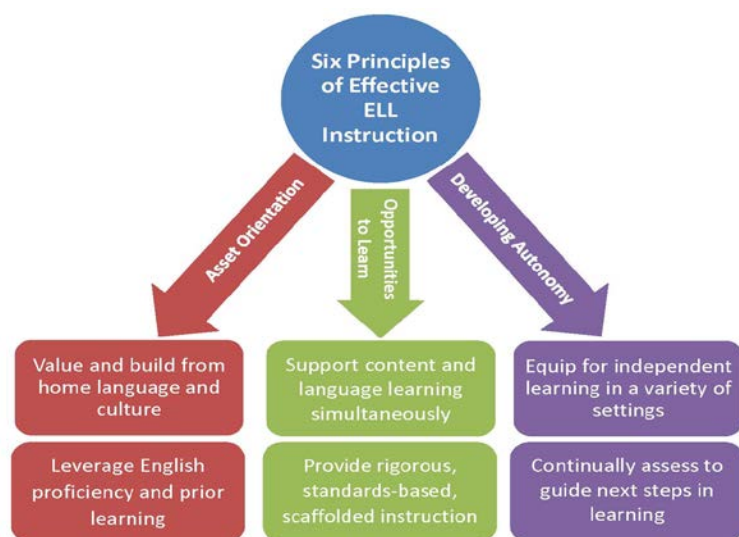 Six Principles
of Effective
ELL
Instruction
Asset Orientation
Opportunities
to Learn
Developing Autonomy
Value and build from
home language and
culture
Support content and
language learning
simultaneously
Equip for independent
learning in a variety of
settings
Leverage English
proficiency and prior
learning
Provide rigorous,
standards-based,
scaffolded instruction
Continually assess to
guide next steps in
learning